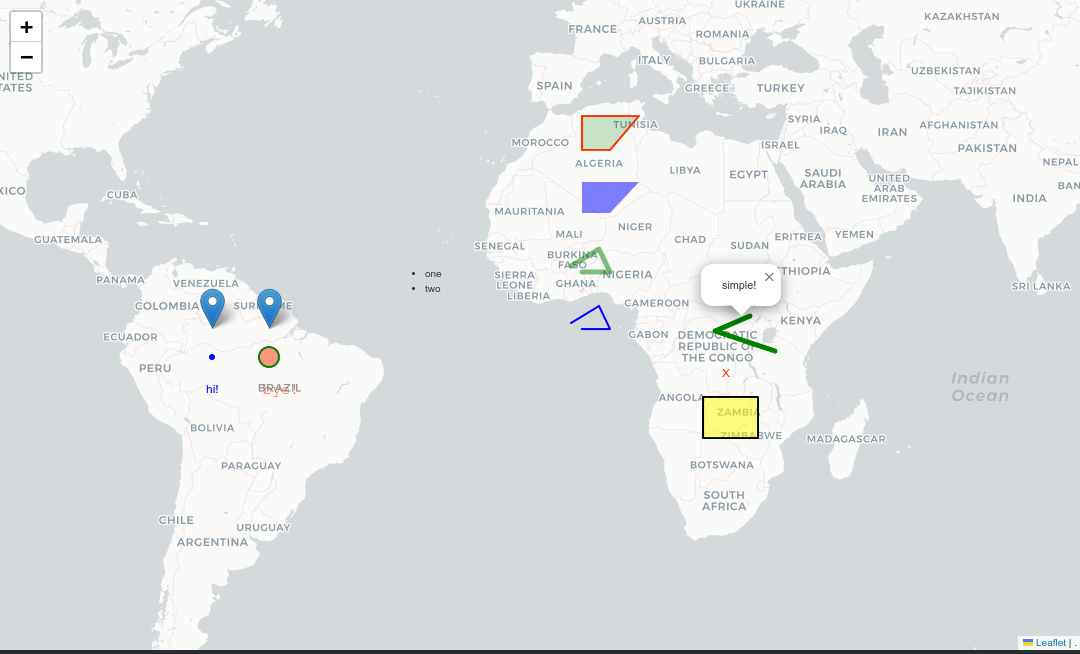 +
−
UKRAINE
KAZAKHSTAN
AUSTRIA
FRANCE
ROMANIA
ITALY
BULGARIA
UZBEKISTAN
SPAIN
GREECE
TURKEY
TAJIKISTAN
NITED
TATES
TUNISIA
SYRIA
IRAQ
IRAN
AFGHANISTAN
MOROCCO
ISRAEL
PAKISTAN
ALGERIA
LIBYA
EGYPT
SAUDI
ARABIA
UNITED
ARAB
EMIRATES
NEPAL
BAN
XICO
CUBA
INDIA
MAURITANIA
NIGER
MALI
CHAD
SUDAN
ERITREA
YEMEN
GUATEMALA
SENEGAL
BURKINA
FASO
one
two
SIERRA
LEONE
LIBERIA
GHANA
NIGERIA
simple!
×
ETHIOPIA
SRI LANKA
PANAMA
VENEZUELA
COLOMBIA
SURINAME
CAMEROON
KENYA
ECUADOR
GABON
DEMOCRATIC
REPUBLIC OF
THE CONGO
PERU
X
Indian
Ocean
hi!
BRAZIL
bye!
ANGOLA
ZAMBIA
BOLIVIA
ZIMBABWE
MADAGASCAR
PARAGUAY
BOTSWANA
SOUTH
AFRICA
CHILE
URUGUAY
ARGENTINA
Leaflet | .